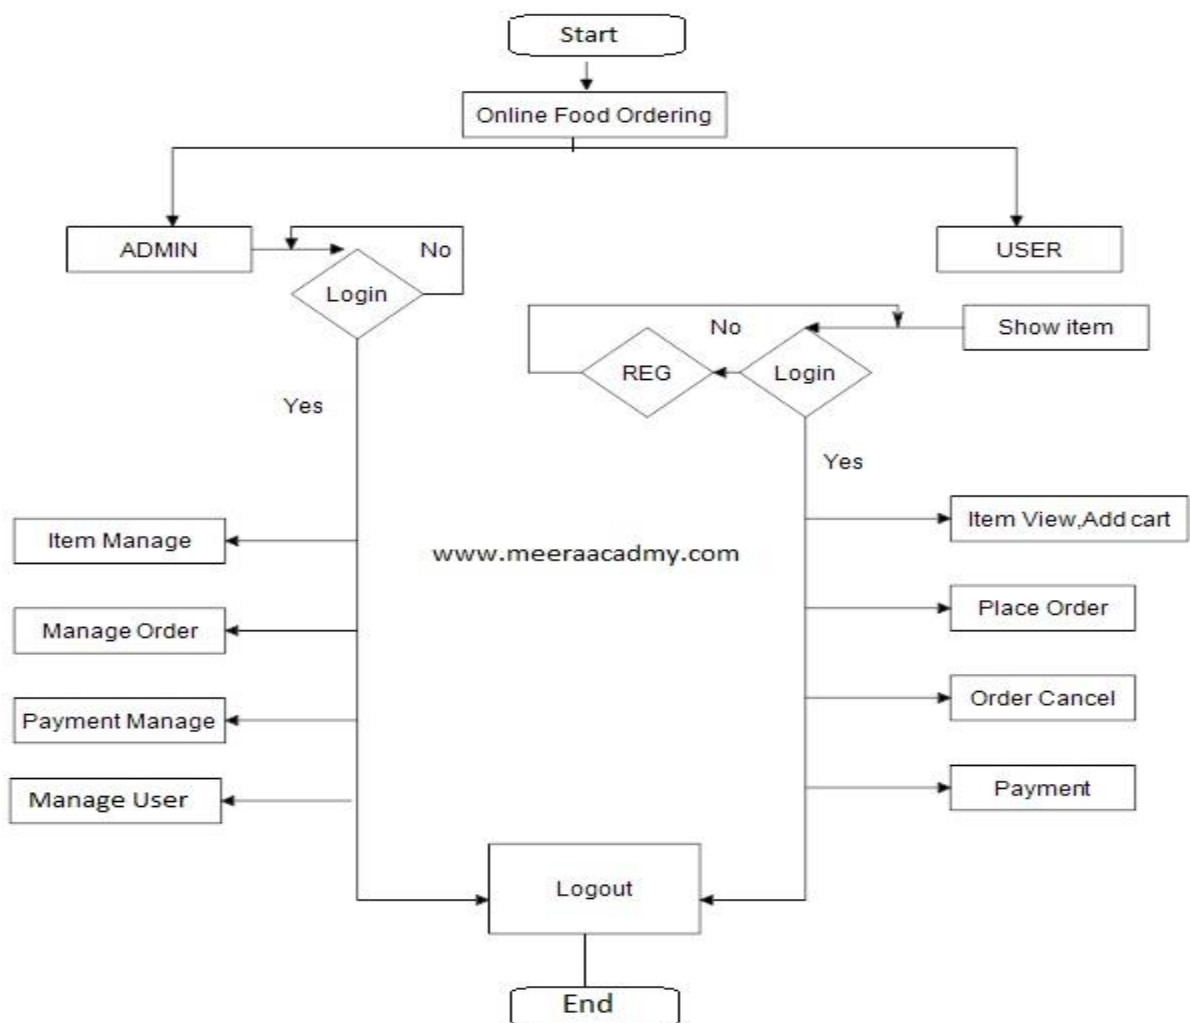 Start
Online Food Ordering
ADMIN
No
USER
Login
No
Show item
REG
Login
Yes
Yes
Item View,Add cart
Item Manage
www.meeraacadmy.com
Place Order
Manage Order
Order Cancel
Payment Manage
Payment
Manage User
Logout
End